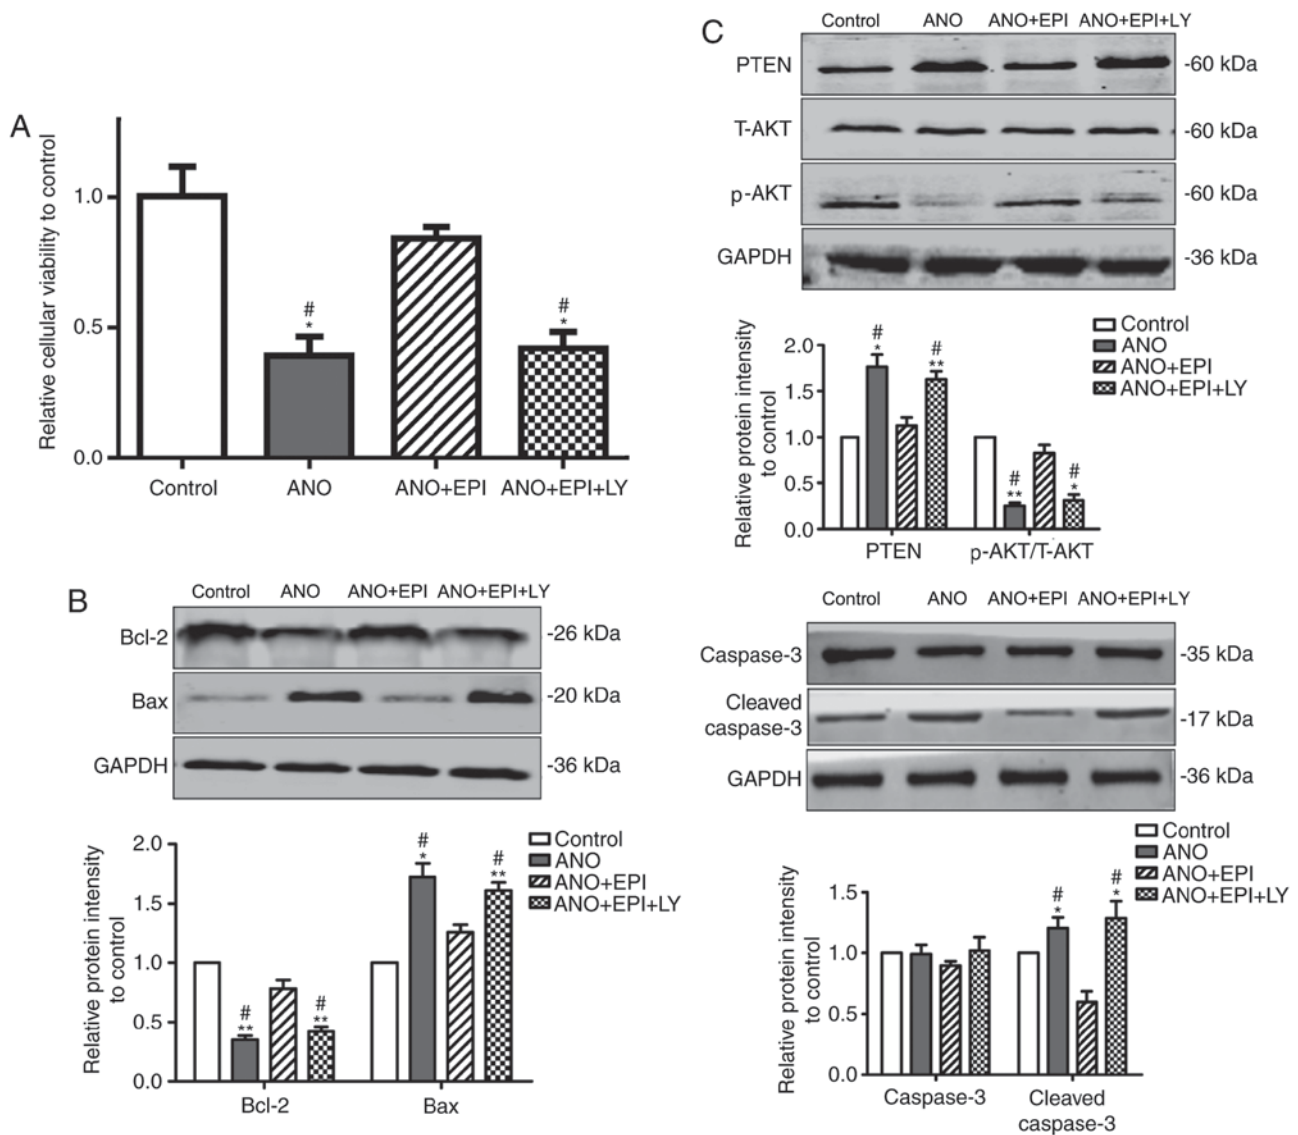 A
Relative cellular viability to control
1.0
0.5
0.0
#
*
#
*
Control ANO ANO+EPI ANO+EPI+LY
B
Control ANO ANO+EPI ANO+EPI+LY
Bcl-2 -26 kDa
Bax -20 kDa
GAPDH -36 kDa
Relative protein intensity
to control
2.0
1.5
1.0
0.5
0.0
#
**
#
**
#
*
#
**
Control
ANO
ANO+EPI
ANO+EPI+LY
Bcl-2 Bax
C
Control ANO ANO+EPI ANO+EPI+LY
PTEN -60 kDa
T-AKT -60 kDa
p-AKT -60 kDa
GAPDH -36 kDa
Relative protein intensity
to control
2.0
1.5
1.0
0.5
0.0
#
*
#
**
#
**
#
*
Control
ANO
ANO+EPI
ANO+EPI+LY
PTEN p-AKT/T-AKT
Control ANO ANO+EPI ANO+EPI+LY
Caspase-3 -35 kDa
Cleaved
caspase-3 -17 kDa
GAPDH -36 kDa
Relative protein intensity
to control
1.5
1.0
0.5
0.0
#
*
#
*
Control
ANO
ANO+EPI
ANO+EPI+LY
Caspase-3 Cleaved
caspase-3